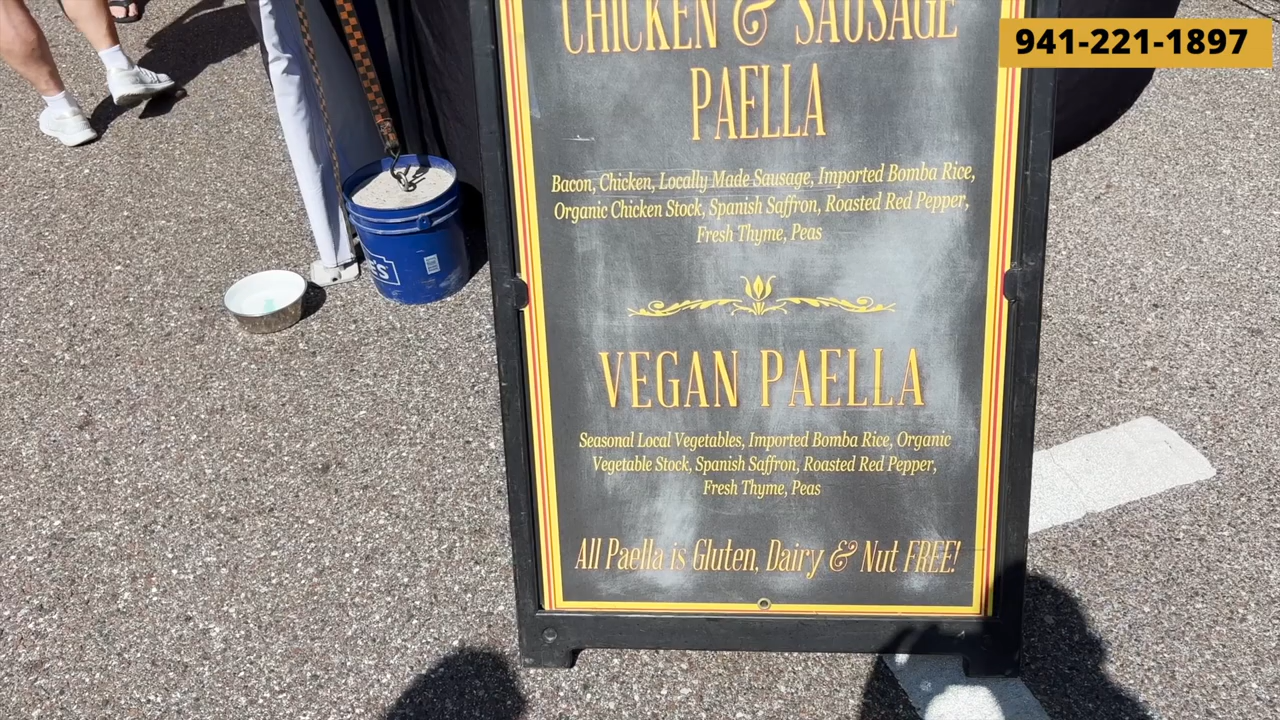 941-221-1897
CHICKEN & SAUSAGE
PAELLA
Bacon, Chicken, Locally Made Sausage, Imported Bomba Rice,
Organic Chicken Stock, Spanish Saffron, Roasted Red Pepper,
Fresh Thyme, Peas
VEGAN PAELLA
Seasonal Local Vegetables, Imported Bomba Rice, Organic
Vegetable Stock, Spanish Saffron, Roasted Red Pepper,
Fresh Thyme, Peas
All Paella is Gluten, Dairy & Nut FREE!